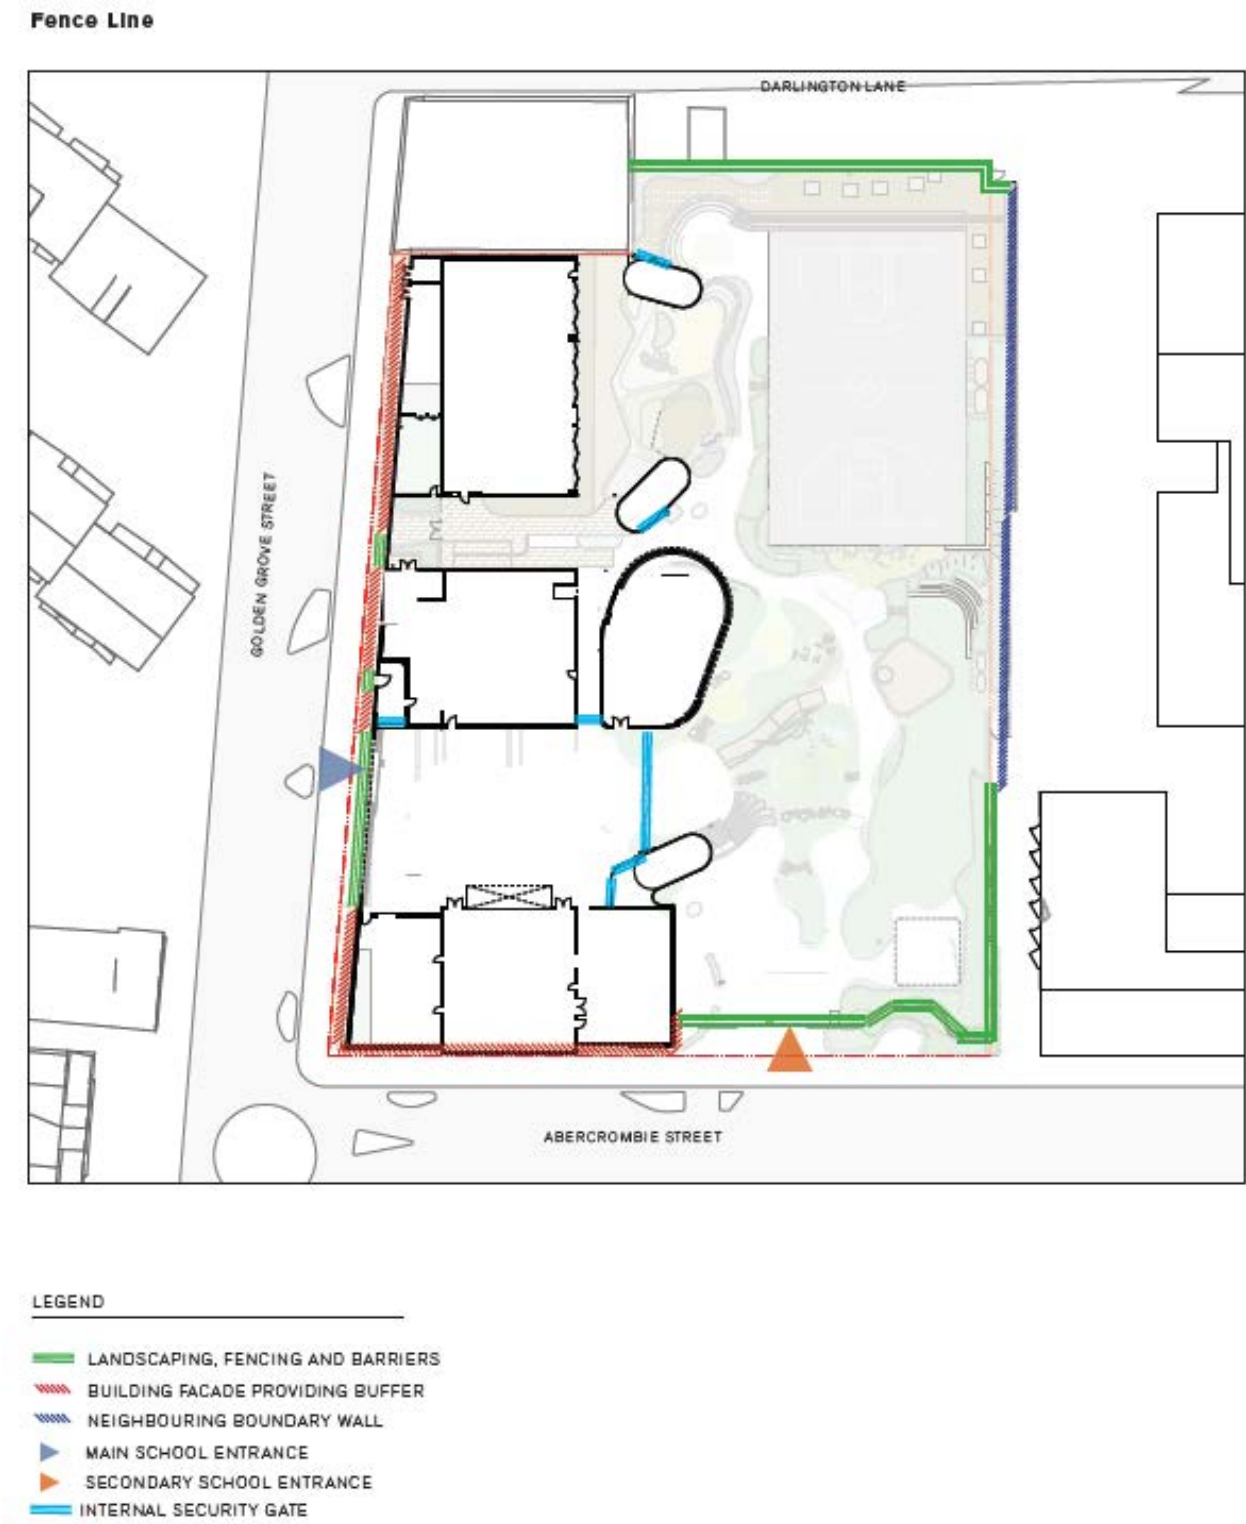 Fence Line
DARLINGTON LANE
GOLDEN GROVE STREET
ABERCROMBIE STREET
LEGEND
LANDSCAPING, FENCING AND BARRIERS
BUILDING FACADE PROVIDING BUFFER
NEIGHBOURING BOUNDARY WALL
MAIN SCHOOL ENTRANCE
SECONDARY SCHOOL ENTRANCE
INTERNAL SECURITY GATE